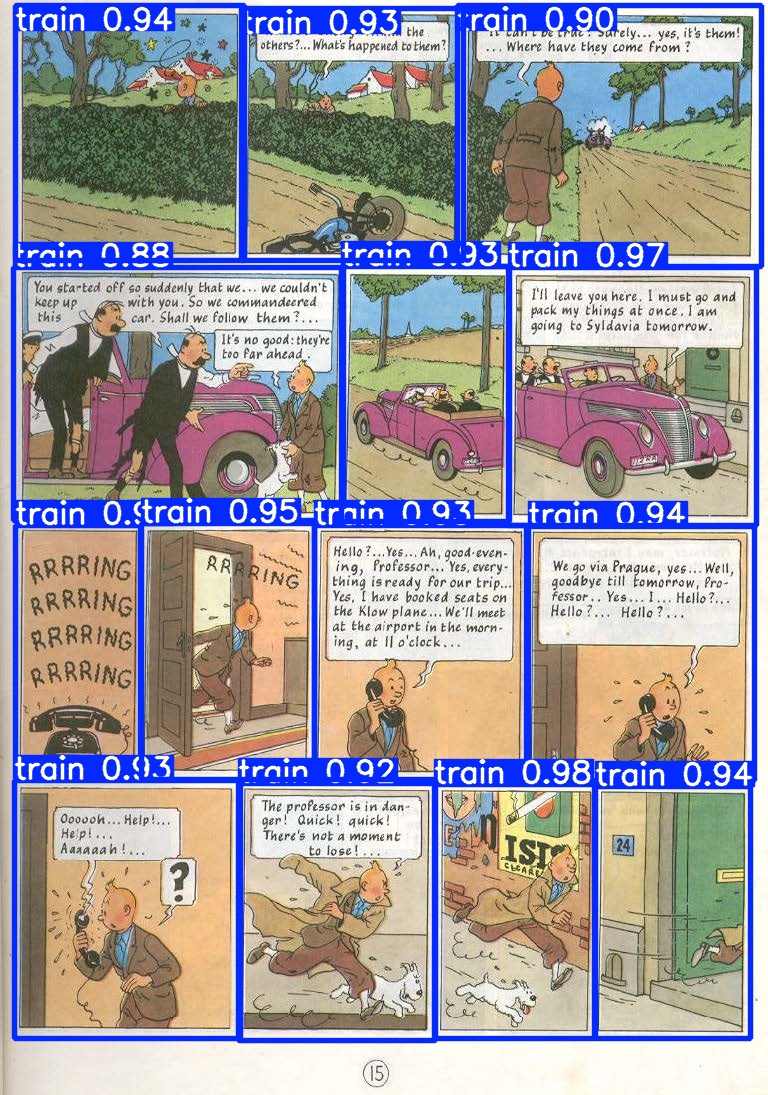 train 0.94
train 0.93
train 0.90
the
others?...What's happened to them?
It can't be true! Surely... yes, it's them!
... Where have they come from?
train 0.88
train 0.93
train 0.97
You started off so suddenly that we... we couldn't
keep up with you. So we commandeered
this car. Shall we follow them?...
It's no good: they're
too far ahead.
I'll leave you here. I must go and
pack my things at once. I am
going to Syldavia tomorrow.
train
train 0.95
train 0.93
train 0.94
RRRRING
RRRRING
RRRRING
RRRRING
RRRRING
Hello?...Yes... Ah, good-even-
ing, Professor... Yes, every-
thing is ready for our trip...
Yes, I have booked seats on
the Klow plane... We'll meet
at the airport in the morn-
ing, at 11 o'clock...
We go via Prague, yes... Well,
goodbye till tomorrow, Pro-
fessor.. Yes... I... Hello?...
Hello?... Hello?...
train 0.93
train 0.92
train 0.98
train 0.94
Oooooh... Help!...
Help!...
Aaaaaah!...
?
The professor is in dan-
ger! Quick! quick!
There's not a moment
to lose!...
ISIS
24
15